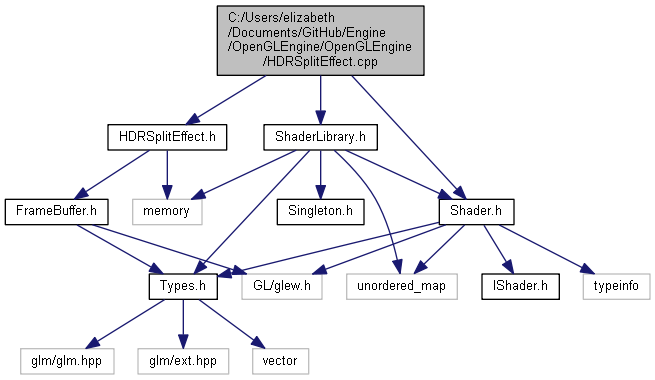 C:/Users/elizabeth
/Documents/GitHub/Engine
/OpenGLEngine/OpenGLEngine
/HDRSplitEffect.cpp
HDRSplitEffect.h
ShaderLibrary.h
FrameBuffer.h
memory
Singleton.h
Shader.h
Types.h
GL/glew.h
unordered_map
IShader.h
typeinfo
glm/glm.hpp
glm/ext.hpp
vector